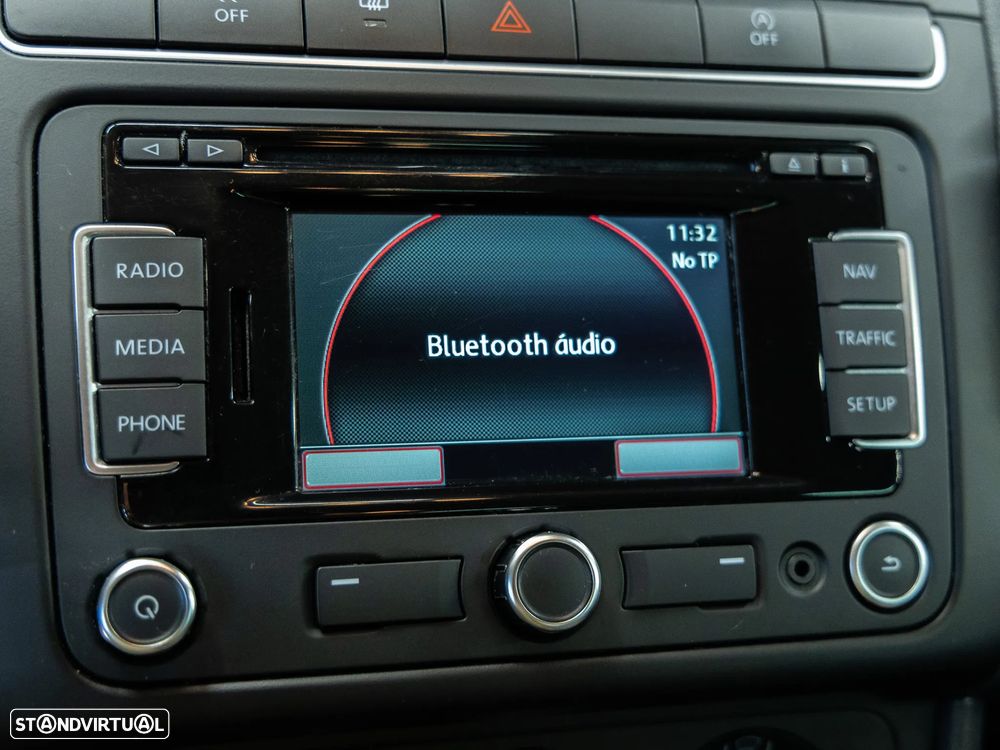 OFF
OFF
i
11:32
No TP
RADIO
NAV
Bluetooth áudio
MEDIA
TRAFFIC
PHONE
SETUP
STANDVIRTUAL